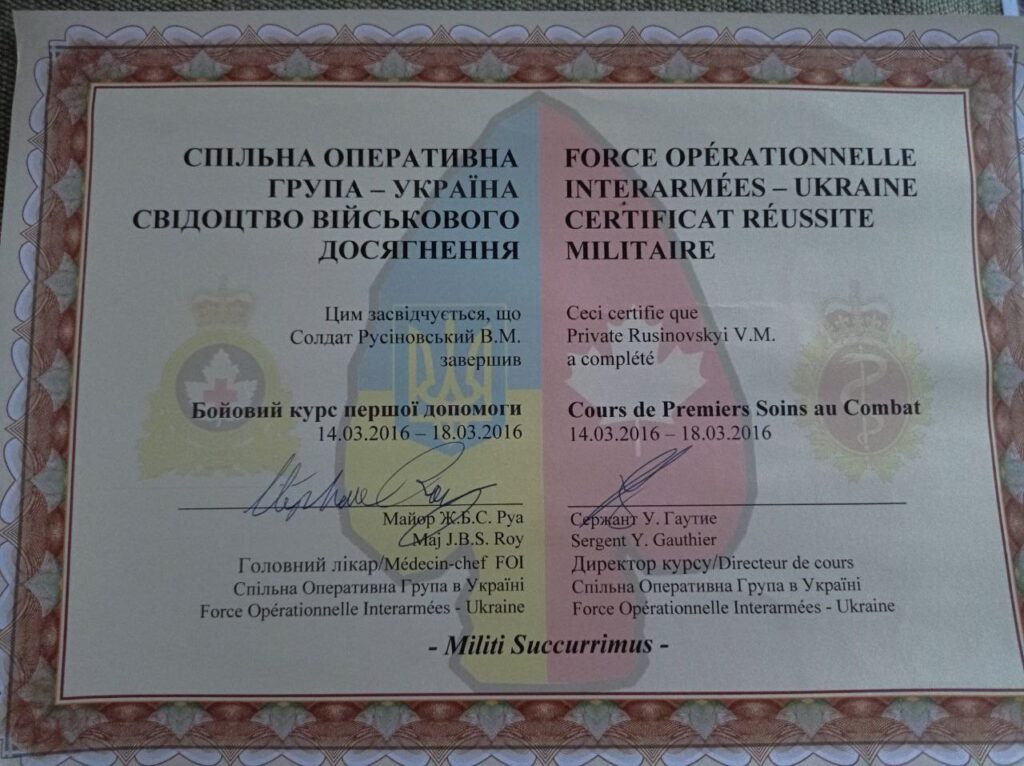 СПІЛЬНА ОПЕРАТИВНА
ГРУПА – УКРАЇНА
СВІДОЦТВО ВІЙСЬКОВОГО
ДОСЯГНЕННЯ
Цим засвідчується, що
Солдат Русіновський В.М.
завершив
Бойовий курс першої допомоги
14.03.2016 – 18.03.2016
Stephane Roy
Майор Ж.Б.С. Руа
Maj J.B.S. Roy
Головний лікар/Médecin-chef FOI
Спільна Оперативна Група в Україні
Force Opérationnelle Interarmées - Ukraine
FORCE OPÉRATIONNELLE
INTERARMÉES – UKRAINE
CERTIFICAT RÉUSSITE
MILITAIRE
Ceci certifie que
Private Rusinovskyi V.M.
a complété
Cours de Premiers Soins au Combat
14.03.2016 – 18.03.2016
Сержант У. Гаутие
Sergent Y. Gauthier
Директор курсу/Directeur de cours
Спільна Оперативна Група в Україні
Force Opérationnelle Interarmées - Ukraine
- Militi Succurrimus -